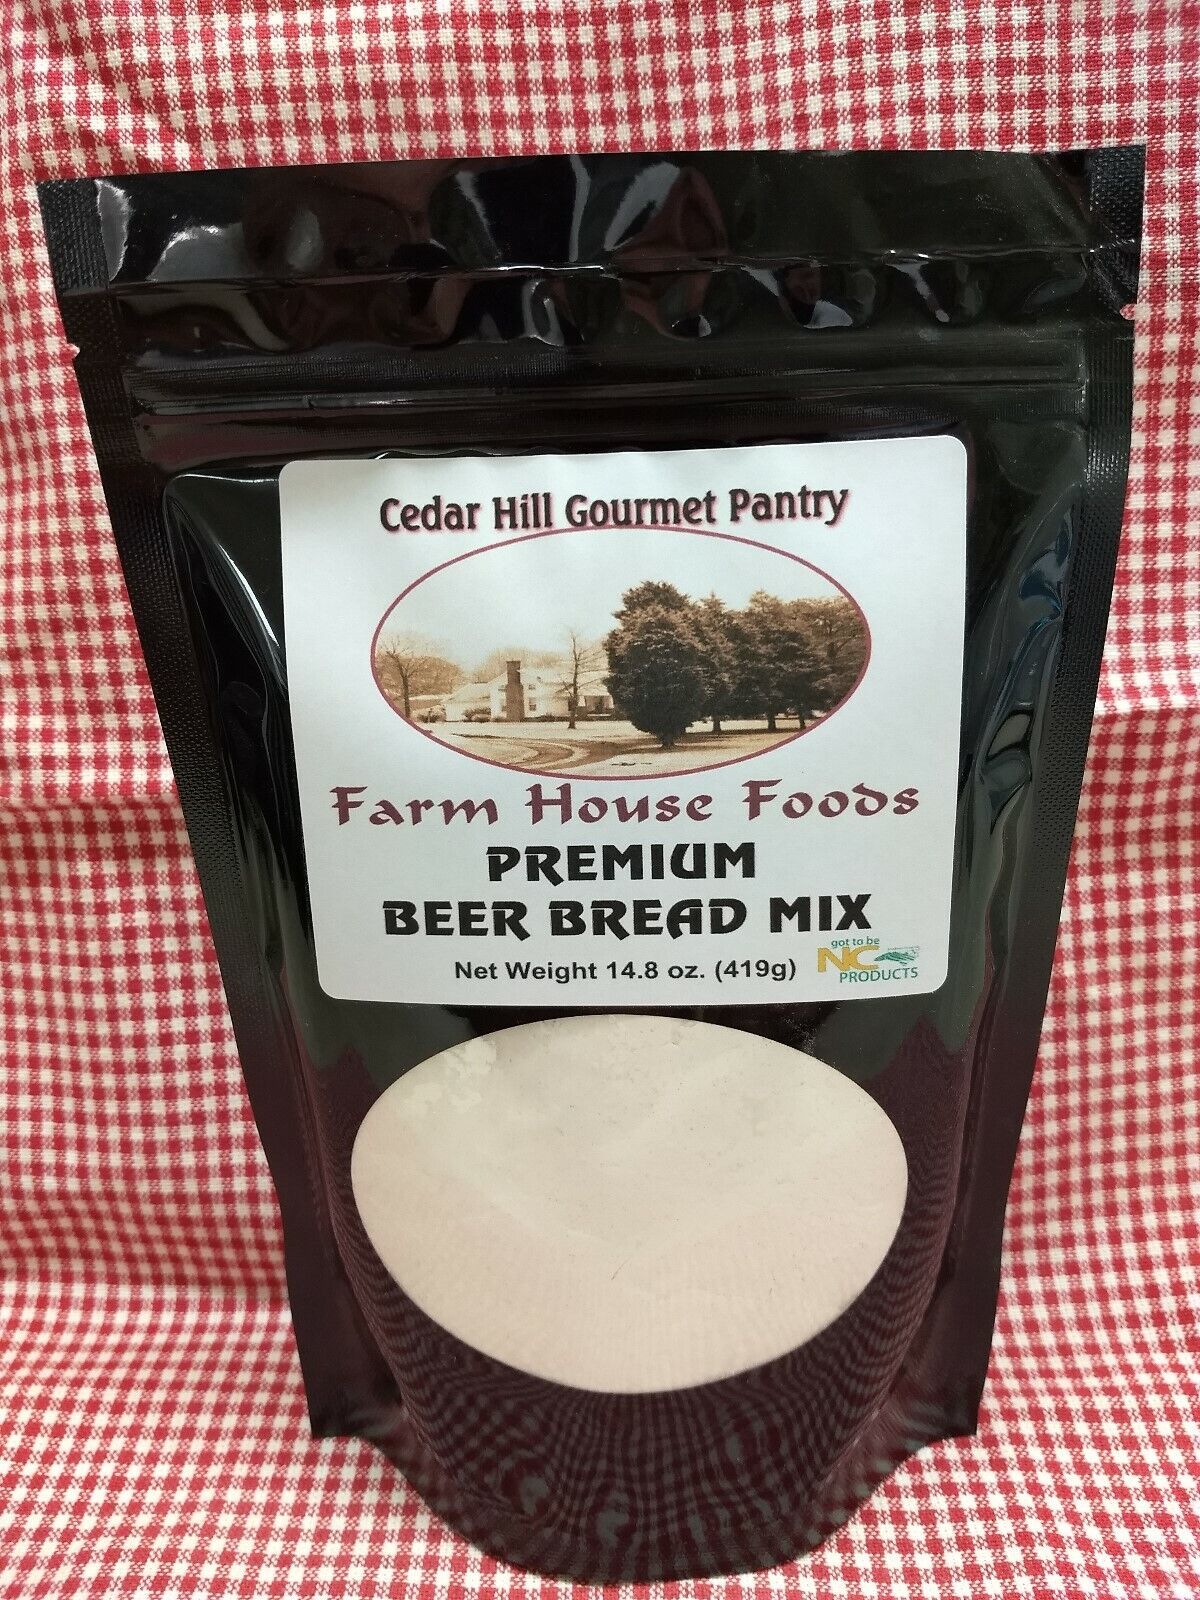 Cedar Hill Gourmet Pantry
Farm House Foods
PREMIUM
BEER BREAD MIX
Net Weight 14.8 oz. (419g)
got to be
NC
PRODUCTS